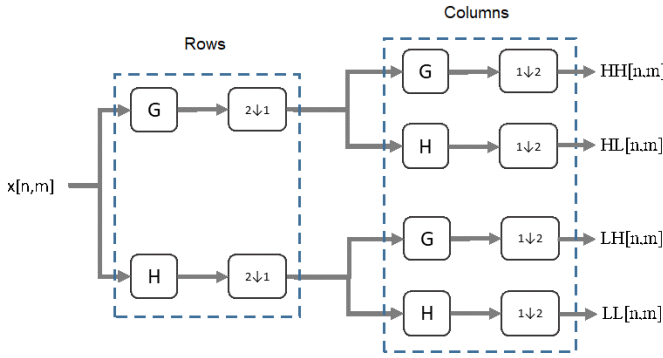 Columns
Rows
G
2↓1
G
1↓2
HH[n,m]
H
1↓2
HL[n,m]
x[n,m]
H
2↓1
G
1↓2
LH[n,m]
H
1↓2
LL[n,m]